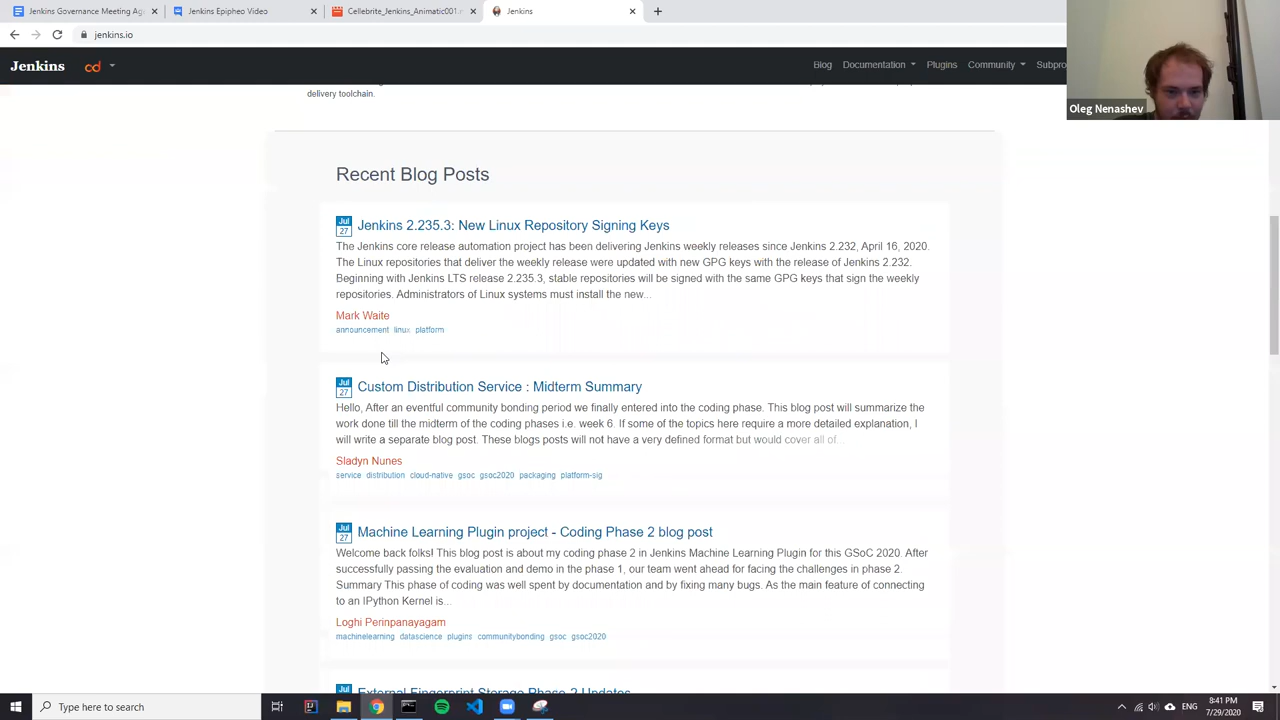 Jenkins Governance Meeting Age
Jenkins Epipheo Video
Cellebrite_Jenkins_Animatic001.m
Jenkins
jenkins.io
Jenkins
cd
Blog
Documentation
Plugins
Community
Subpro
Oleg Nenashev
delivery toolchain.
Recent Blog Posts
Jul
27
Jenkins 2.235.3: New Linux Repository Signing Keys
The Jenkins core release automation project has been delivering Jenkins weekly releases since Jenkins 2.232, April 16, 2020.
The Linux repositories that deliver the weekly release were updated with new GPG keys with the release of Jenkins 2.232.
Beginning with Jenkins LTS release 2.235.3, stable repositories will be signed with the same GPG keys that sign the weekly
repositories. Administrators of Linux systems must install the new...
Mark Waite
announcement linux platform
Jul
27
Custom Distribution Service : Midterm Summary
Hello, After an eventful community bonding period we finally entered into the coding phase. This blog post will summarize the
work done till the midterm of the coding phases i.e. week 6. If some of the topics here require a more detailed explanation, I
will write a separate blog post. These blogs posts will not have a very defined format but would cover all of...
Sladyn Nunes
service distribution cloud-native gsoc gsoc2020 packaging platform-sig
Jul
27
Machine Learning Plugin project - Coding Phase 2 blog post
Welcome back folks! This blog post is about my coding phase 2 in Jenkins Machine Learning Plugin for this GSoC 2020. After
successfully passing the evaluation and demo in the phase 1, our team went ahead for facing the challenges in phase 2.
Summary This phase of coding was well spent by documentation and by fixing many bugs. As the main feature of connecting
to an IPython Kernel is...
Loghi Perinpanayagam
machinelearning datascience plugins communitybonding gsoc gsoc2020
Jul
External Fingerprint Storage Phase-2 Updates
Type here to search
ENG
8:41 PM
7/29/2020